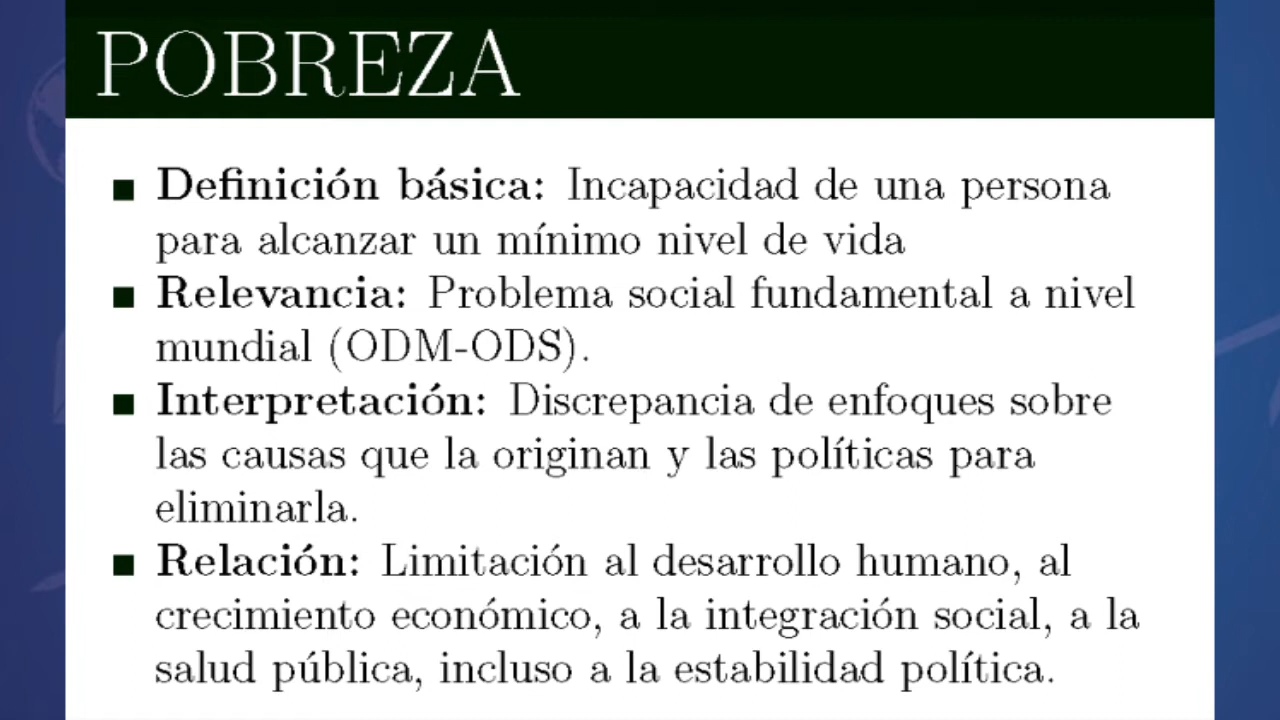 POBREZA
■ Definición básica: Incapacidad de una persona
para alcanzar un mínimo nivel de vida
■ Relevancia: Problema social fundamental a nivel
mundial (ODM-ODS).
■ Interpretación: Discrepancia de enfoques sobre
las causas que la originan y las políticas para
eliminarla.
■ Relación: Limitación al desarrollo humano, al
crecimiento económico, a la integración social, a la
salud pública, incluso a la estabilidad política.